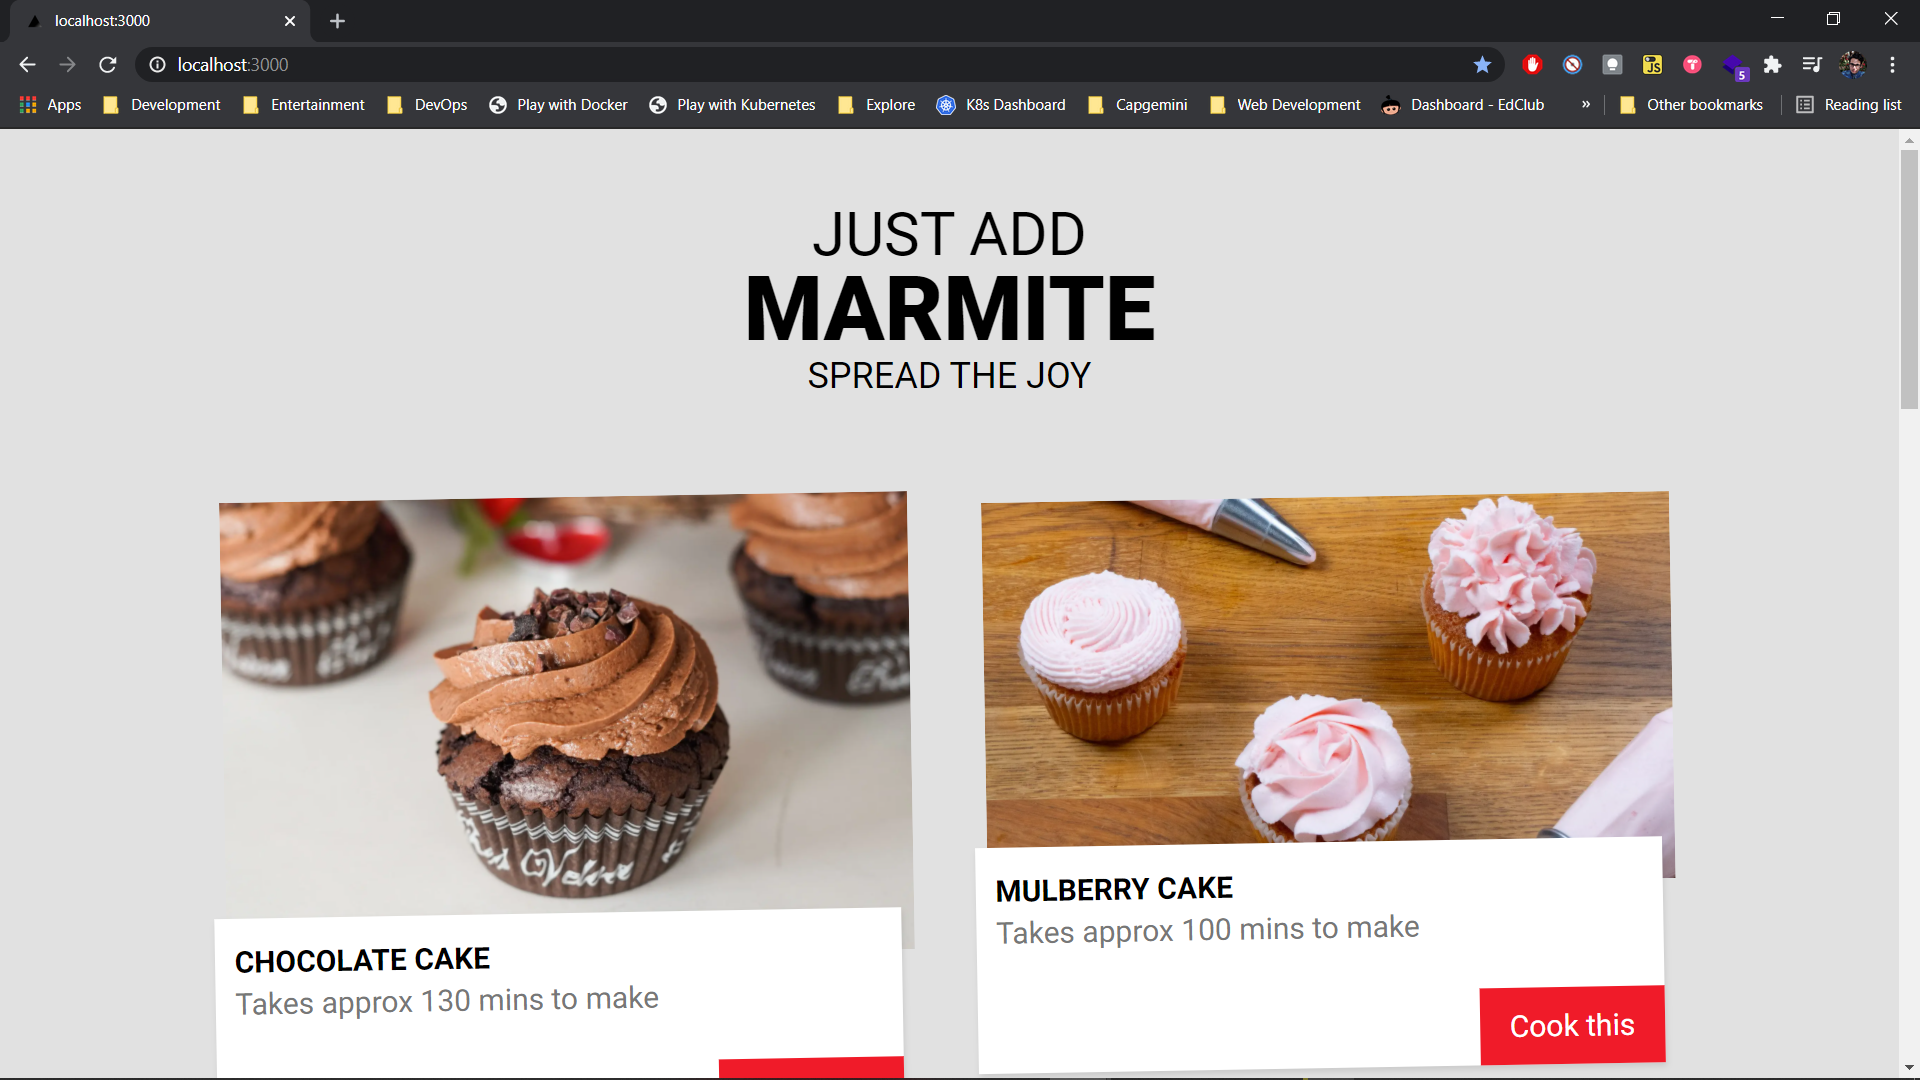 localhost:3000
localhost:3000
JS
5
Apps
Development
Entertainment
DevOps
Play with Docker
Play with Kubernetes
Explore
K8s Dashboard
Capgemini
Web Development
Dashboard - EdClub
»
Other bookmarks
Reading list
JUST ADD
MARMITE
SPREAD THE JOY
CHOCOLATE CAKE
Takes approx 130 mins to make
MULBERRY CAKE
Takes approx 100 mins to make
Cook this